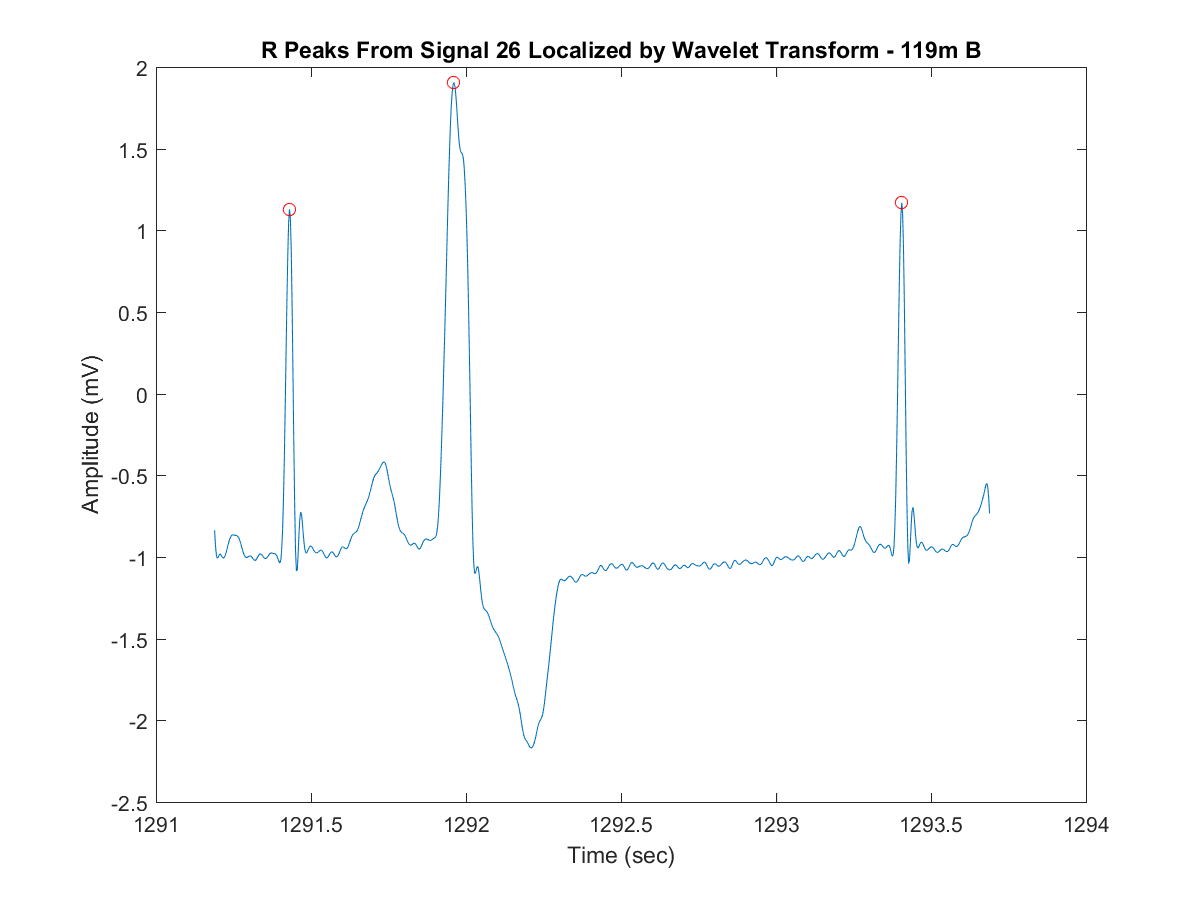 R Peaks From Signal 26 Localized by Wavelet Transform - 119m B
2
1.5
1
0.5
0
-0.5
-1
-1.5
-2
-2.5
Amplitude (mV)
1291 1291.5 1292 1292.5 1293 1293.5 1294
Time (sec)